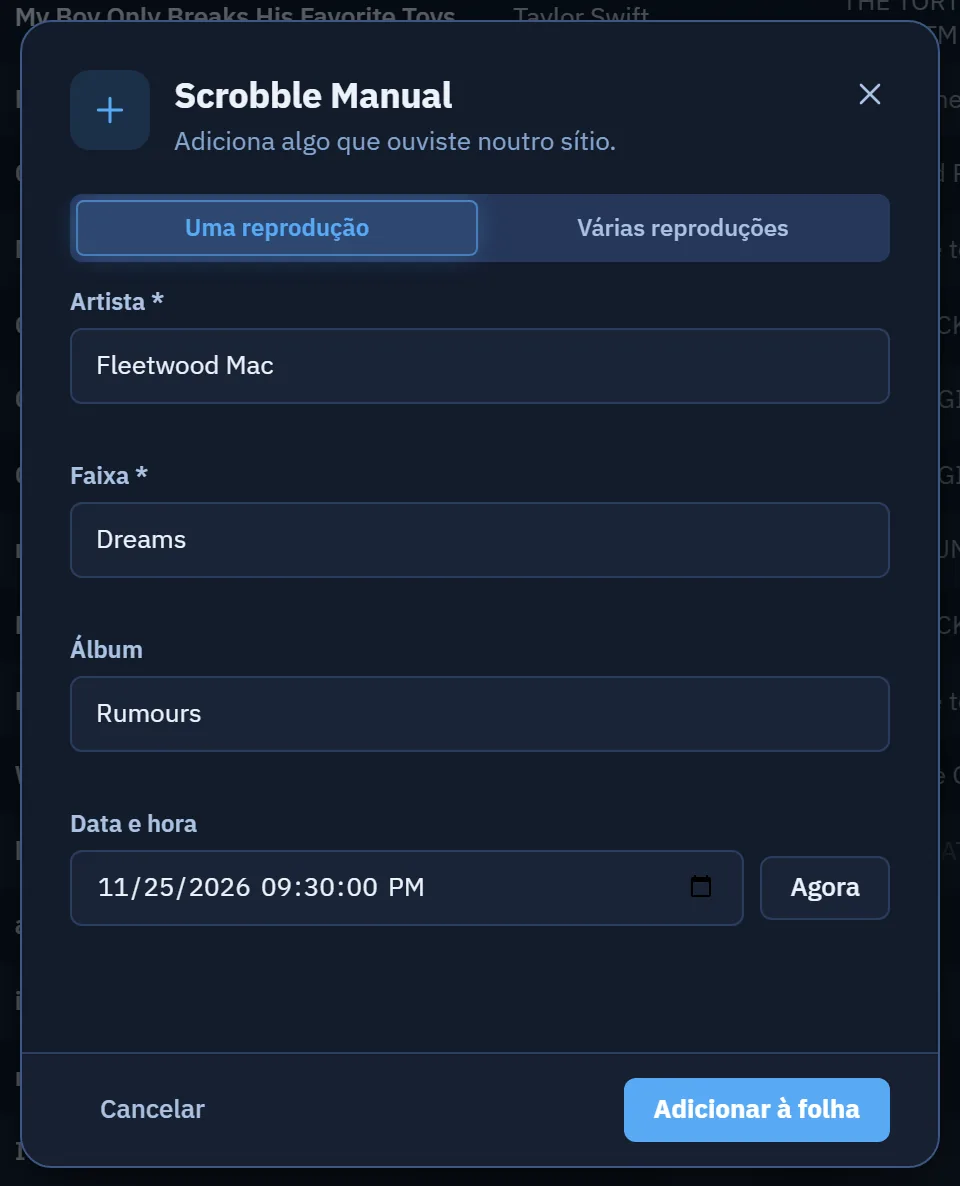 My Boy Only Breaks His Favorite Toys Taylor Swift
Scrobble Manual
Adiciona algo que ouviste noutro sítio.
Uma reprodução
Várias reproduções
Artista *
Fleetwood Mac
Faixa *
Dreams
Álbum
Rumours
Data e hora
11/25/2026 09:30:00 PM
Agora
Cancelar
Adicionar à folha